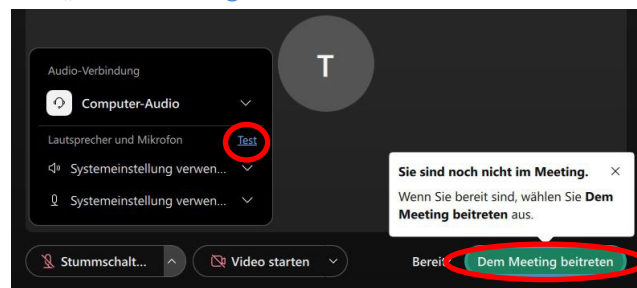 T
Audio-Verbindung
Computer-Audio
Lautsprecher und Mikrofon Test
Systemeinstellung verwen...
Systemeinstellung verwen...
Sie sind noch nicht im Meeting.
Wenn Sie bereit sind, wählen Sie Dem
Meeting beitreten aus.
Stummschalt... Video starten Bereit Dem Meeting beitreten